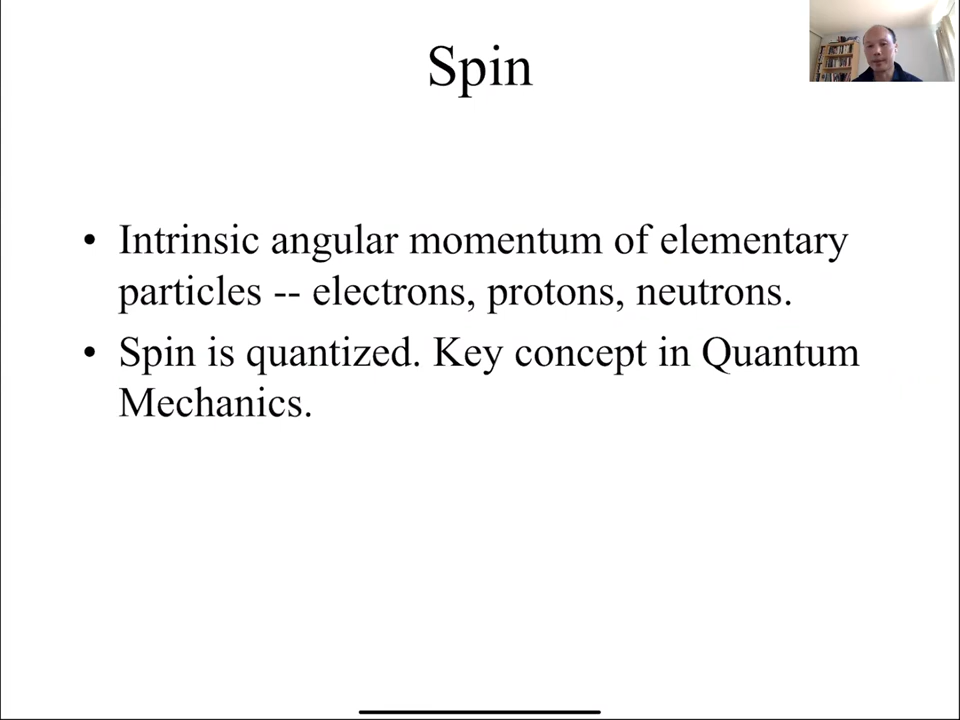 Spin
• Intrinsic angular momentum of elementary
particles -- electrons, protons, neutrons.
• Spin is quantized. Key concept in Quantum
Mechanics.